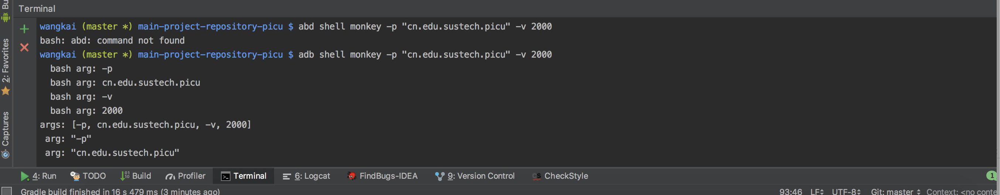 Terminal
Bu
2: Favorites
Captures
wangkai (master *) main-project-repository-picu $ abd shell monkey -p "cn.edu.sustech.picu" -v 2000
bash: abd: command not found
wangkai (master *) main-project-repository-picu $ adb shell monkey -p "cn.edu.sustech.picu" -v 2000
bash arg: -p
bash arg: cn.edu.sustech.picu
bash arg: -v
bash arg: 2000
args: [-p, cn.edu.sustech.picu, -v, 2000]
arg: "-p"
arg: "cn.edu.sustech.picu"
4: Run TODO Build Profiler Terminal 6: Logcat FindBugs-IDEA 9: Version Control CS CheckStyle 1
Gradle build finished in 16 s 479 ms (3 minutes ago) 93:46 LF UTF-8 Git: master Context: <no conte